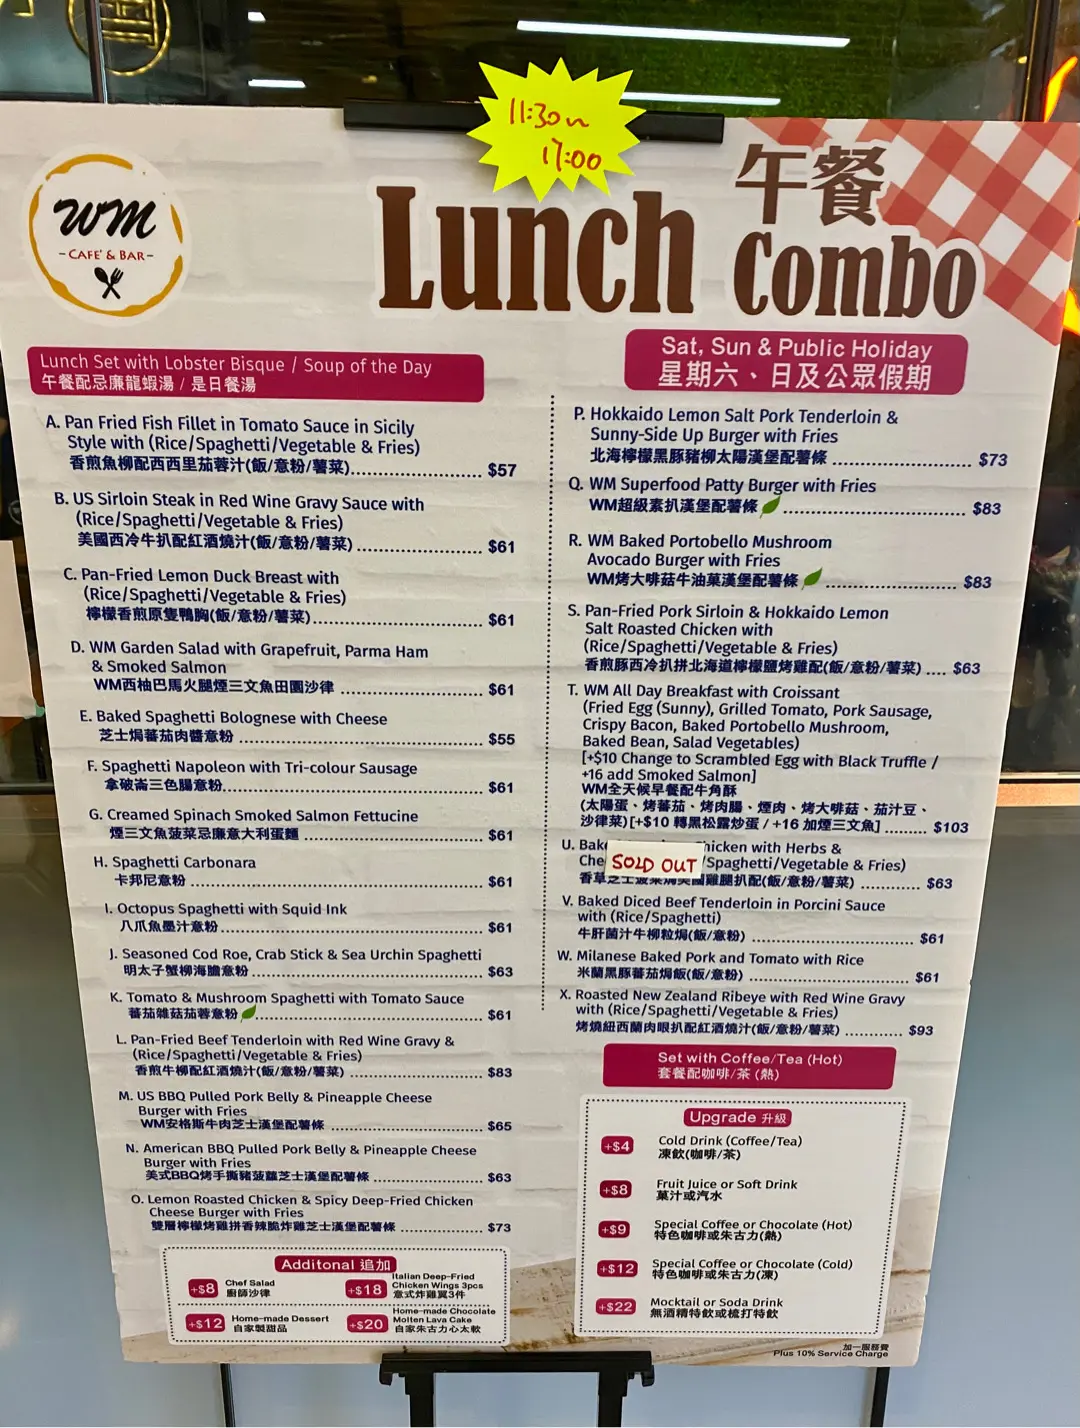 11:30~
17:00
WM
- CAFE' & BAR -
午餐
Lunch Combo
Lunch Set with Lobster Bisque / Soup of the Day
午餐配忌廉龍蝦湯 / 是日餐湯
A. Pan Fried Fish Fillet in Tomato Sauce in Sicily
Style with (Rice/Spaghetti/Vegetable & Fries)
香煎魚柳配西西里茄蓉汁(飯/意粉/薯菜)..................... $57
B. US Sirloin Steak in Red Wine Gravy Sauce with
(Rice/Spaghetti/Vegetable & Fries)
美國西冷牛扒配紅酒燒汁(飯/意粉/薯菜).................... $61
C. Pan-Fried Lemon Duck Breast with
(Rice/Spaghetti/Vegetable & Fries)
檸檬香煎原隻鴨胸(飯/意粉/薯菜)........................... $61
D. WM Garden Salad with Grapefruit, Parma Ham
& Smoked Salmon
WM西柚巴馬火腿煙三文魚田園沙律 ....................... $61
E. Baked Spaghetti Bolognese with Cheese
芝士焗蕃茄肉醬意粉 ....................................... $55
F. Spaghetti Napoleon with Tri-colour Sausage
拿破崙三色腸意粉.......................................... $61
G. Creamed Spinach Smoked Salmon Fettucine
煙三文魚菠菜忌廉意大利蛋麵 ............................. $61
H. Spaghetti Carbonara
卡邦尼意粉 ................................................ $61
I. Octopus Spaghetti with Squid Ink
八爪魚墨汁意粉............................................ $61
J. Seasoned Cod Roe, Crab Stick & Sea Urchin Spaghetti
明太子蟹柳海膽意粉 ...................................... $63
K. Tomato & Mushroom Spaghetti with Tomato Sauce
蕃茄雜菇茄蓉意粉...................................... $61
L. Pan-Fried Beef Tenderloin with Red Wine Gravy &
(Rice/Spaghetti/Vegetable & Fries)
香煎牛柳配紅酒燒汁(飯/意粉/薯菜) ...................... $83
M. US BBQ Pulled Pork Belly & Pineapple Cheese
Burger with Fries
WM安格斯牛肉芝士漢堡配薯條 .......................... $65
N. American BBQ Pulled Pork Belly & Pineapple Cheese
Burger with Fries
美式BBQ烤手撕豬菠蘿芝士漢堡配薯條 ................... $63
O. Lemon Roasted Chicken & Spicy Deep-Fried Chicken
Cheese Burger with Fries
雙層檸檬烤雞拼香辣脆炸雞芝士漢堡配薯條 ............. $73
Additonal 追加
+$8 Chef Salad
廚師沙律
+$18 Italian Deep-Fried
Chicken Wings 3pcs
意式炸雞翼3件
+$12 Home-made Dessert
自家製甜品
+$20 Home-made Chocolate
Molten Lava Cake
自家朱古力心太軟
Sat, Sun & Public Holiday
星期六、日及公眾假期
P. Hokkaido Lemon Salt Pork Tenderloin &
Sunny-Side Up Burger with Fries
北海檸檬黑豚豬柳太陽漢堡配薯條 ..................... $73
Q. WM Superfood Patty Burger with Fries
WM超級素扒漢堡配薯條 ............................ $83
R. WM Baked Portobello Mushroom
Avocado Burger with Fries
WM烤大啡菇牛油菓漢堡配薯條 ..................... $83
S. Pan-Fried Pork Sirloin & Hokkaido Lemon
Salt Roasted Chicken with
(Rice/Spaghetti/Vegetable & Fries)
香煎豚西冷扒拼北海道檸檬鹽烤雞配(飯/意粉/薯菜) .... $63
T. WM All Day Breakfast with Croissant
(Fried Egg (Sunny), Grilled Tomato, Pork Sausage,
Crispy Bacon, Baked Portobello Mushroom,
Baked Bean, Salad Vegetables)
[+$10 Change to Scrambled Egg with Black Truffle /
+16 add Smoked Salmon]
WM全天候早餐配牛角酥
(太陽蛋、烤蕃茄、烤肉腸、煙肉、烤大啡菇、茄汁豆、
沙律菜)[+$10 轉黑松露炒蛋 / +16 加煙三文魚] ......... $103
U. Bake hicken with Herbs &
Che SOLD OUT /Spaghetti/Vegetable & Fries)
香草芝士菠菜焗美國雞腿扒配(飯/意粉/薯菜) ............ $63
V. Baked Diced Beef Tenderloin in Porcini Sauce
with (Rice/Spaghetti)
牛肝菌汁牛柳粒焗(飯/意粉) ........................... $61
W. Milanese Baked Pork and Tomato with Rice
米蘭黑豚蕃茄焗飯(飯/意粉) ........................... $61
X. Roasted New Zealand Ribeye with Red Wine Gravy
with (Rice/Spaghetti/Vegetable & Fries)
烤燒紐西蘭肉眼扒配紅酒燒汁(飯/意粉/薯菜) ............ $93
Set with Coffee/Tea (Hot)
套餐配咖啡/茶 (熱)
Upgrade 升級
+$4 Cold Drink (Coffee/Tea)
凍飲(咖啡/茶)
+$8 Fruit Juice or Soft Drink
菓汁或汽水
+$9 Special Coffee or Chocolate (Hot)
特色咖啡或朱古力(熱)
+$12 Special Coffee or Chocolate (Cold)
特色咖啡或朱古力(凍)
+$22 Mocktail or Soda Drink
無酒精特飲或梳打特飲
加一服務費
Plus 10% Service Charge